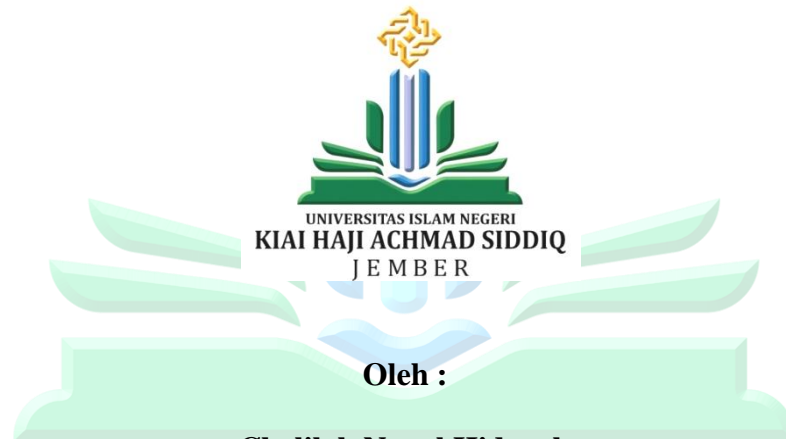 UNIVERSITAS ISLAM NEGERI
KIAI HAJI ACHMAD SIDDIQ
JEMBER
Oleh :